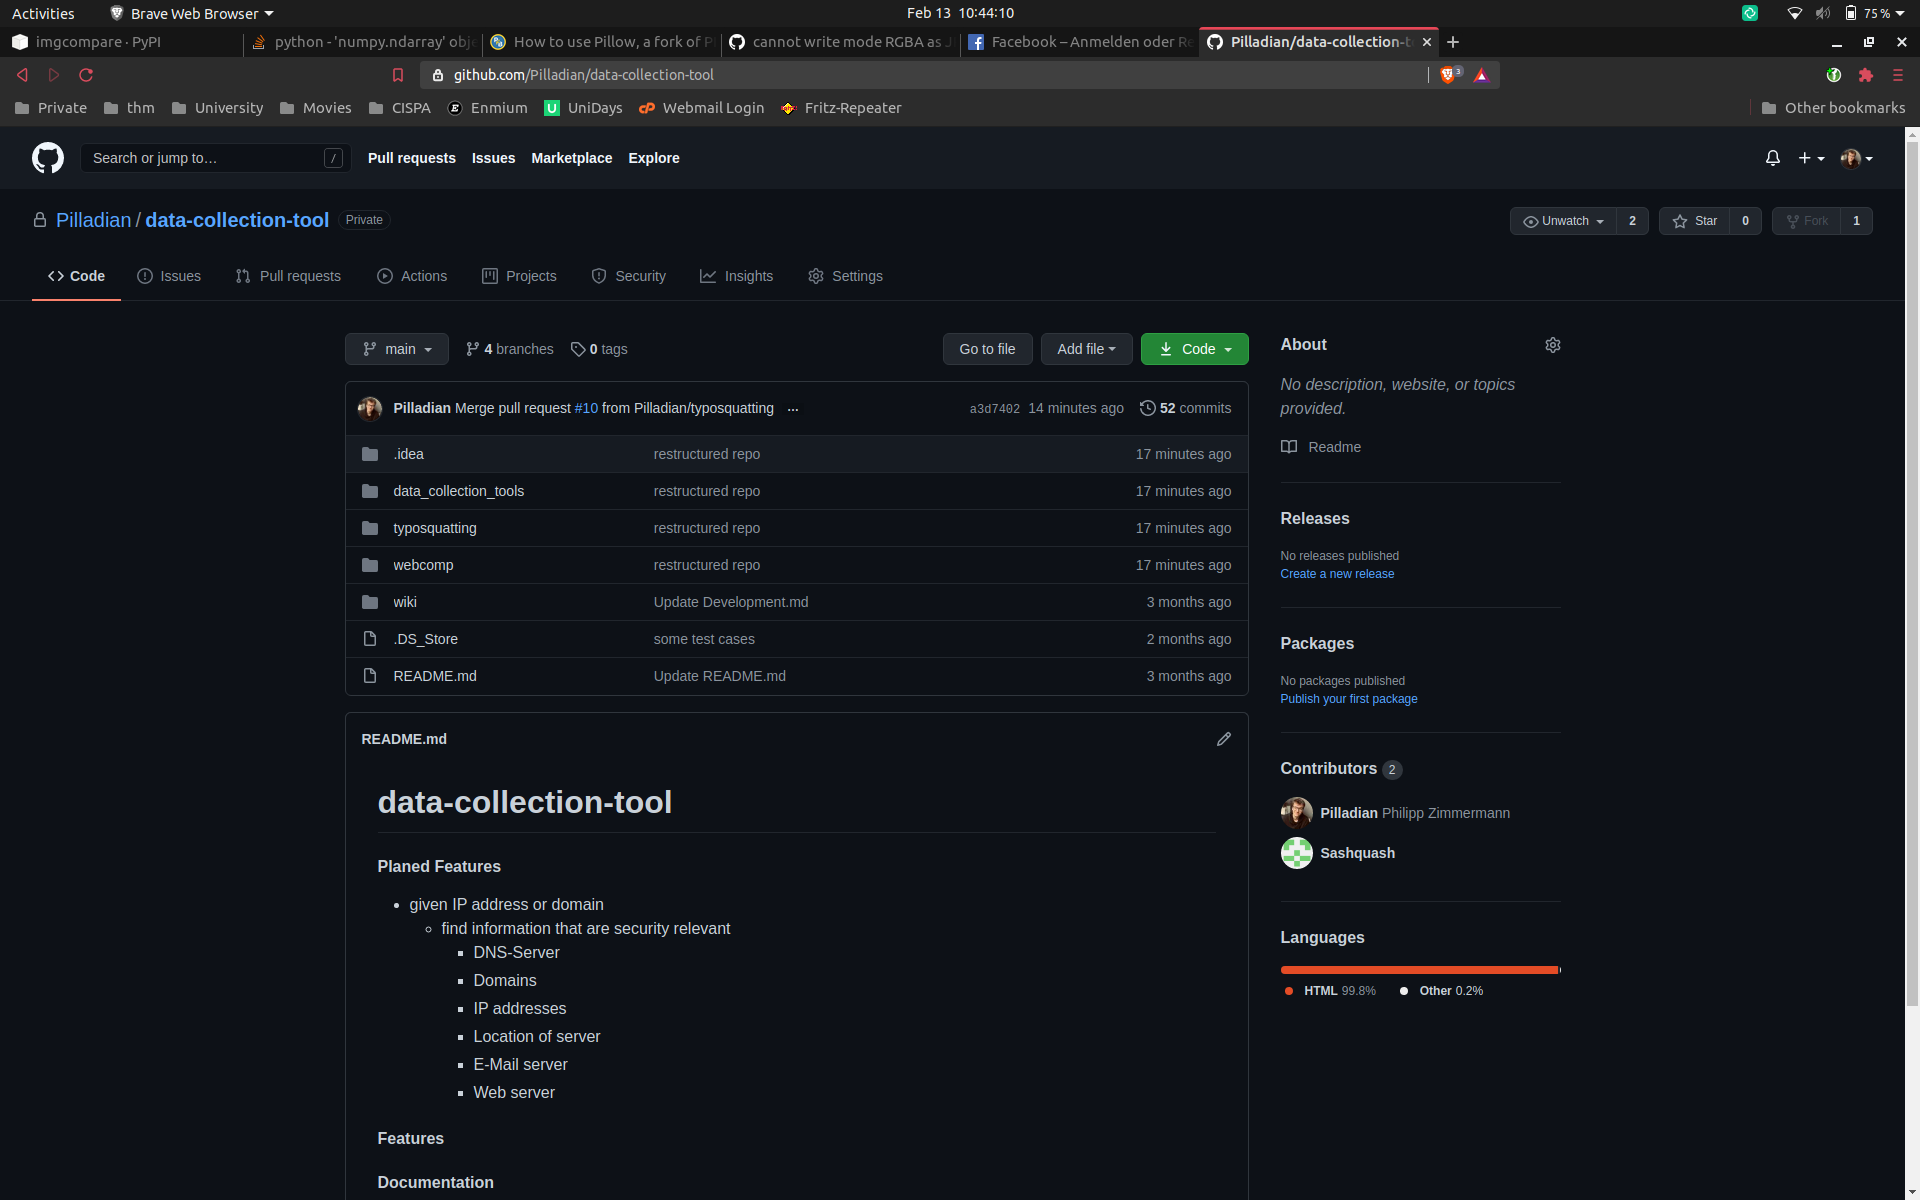 Activities Brave Web Browser Feb 13 10:44:10 75 %
imgcompare · PyPI python - 'numpy.ndarray' obj How to use Pillow, a fork of P cannot write mode RGBA as J Facebook – Anmelden oder Re Pilladian/data-collection-t
github.com/Pilladian/data-collection-tool 3
Private thm University Movies CISPA Enmium UniDays Webmail Login Fritz-Repeater Other bookmarks
Search or jump to… / Pull requests Issues Marketplace Explore
Pilladian / data-collection-tool Private Unwatch 2 Star 0 Fork 1
Code Issues Pull requests Actions Projects Security Insights Settings
main 4 branches 0 tags Go to file Add file Code
Pilladian Merge pull request #10 from Pilladian/typosquatting ... a3d7402 14 minutes ago 52 commits
.idea restructured repo 17 minutes ago
data_collection_tools restructured repo 17 minutes ago
typosquatting restructured repo 17 minutes ago
webcomp restructured repo 17 minutes ago
wiki Update Development.md 3 months ago
.DS_Store some test cases 2 months ago
README.md Update README.md 3 months ago
README.md
data-collection-tool
Planed Features
given IP address or domain
find information that are security relevant
DNS-Server
Domains
IP addresses
Location of server
E-Mail server
Web server
Features
Documentation
About
No description, website, or topics
provided.
Readme
Releases
No releases published
Create a new release
Packages
No packages published
Publish your first package
Contributors 2
Pilladian Philipp Zimmermann
Sashquash
Languages
HTML 99.8% Other 0.2%